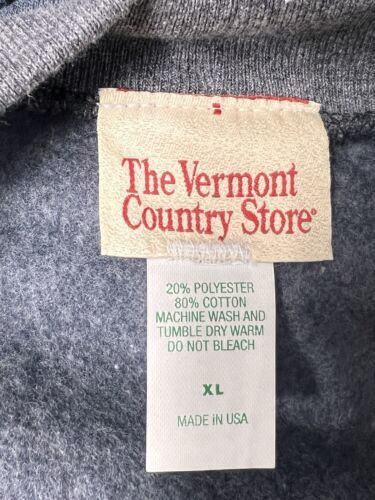 The Vermont
Country Store®
20% POLYESTER
80% COTTON
MACHINE WASH AND
TUMBLE DRY WARM
DO NOT BLEACH
XL
MADE IN USA